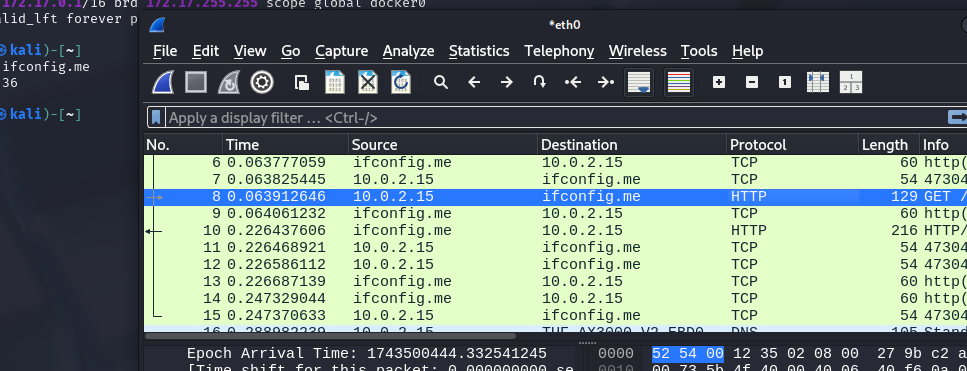 172.17.0.1/16 brd 172.17.255.255 scope global docker0
alid_lft forever p
kali)-[~]
ifconfig.me
36
kali)-[~]
*eth0
File Edit View Go Capture Analyze Statistics Telephony Wireless Tools Help
Apply a display filter … <Ctrl-/>
No. Time Source Destination Protocol Length Info
6 0.063777059 ifconfig.me 10.0.2.15 TCP 60 http(
7 0.063825445 10.0.2.15 ifconfig.me TCP 54 47304
8 0.063912646 10.0.2.15 ifconfig.me HTTP 129 GET /
9 0.064061232 ifconfig.me 10.0.2.15 TCP 60 http(
10 0.226437606 ifconfig.me 10.0.2.15 HTTP 216 HTTP/
11 0.226468921 10.0.2.15 ifconfig.me TCP 54 47304
12 0.226586112 10.0.2.15 ifconfig.me TCP 54 47304
13 0.226687139 ifconfig.me 10.0.2.15 TCP 60 http(
14 0.247329044 ifconfig.me 10.0.2.15 TCP 60 http(
15 0.247370633 10.0.2.15 ifconfig.me TCP 54 47304
16 0.288982239 10.0.2.15 TUF-AX3000_V2-EBD0 DNS 105 Stand
Epoch Arrival Time: 1743500444.332541245
0000 52 54 00 12 35 02 08 00 27 9b c2 a
[Time shift for this packet: 0.000000000 se
0010 00 73 5b 4f 40 00 40 06 40 f6 0a 0